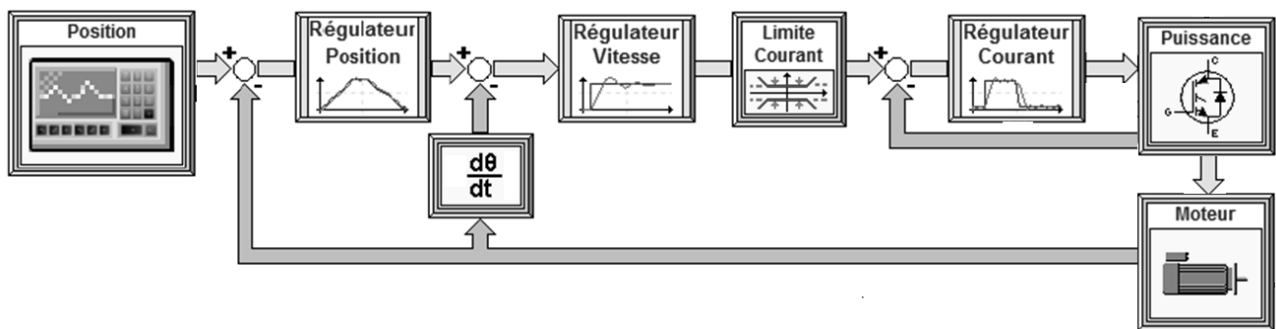 Position
+
-
Régulateur
Position
+
-
Régulateur
Vitesse
Limite
Courant
+
-
Régulateur
Courant
Puissance
C
G
E
dθ
dt
Moteur